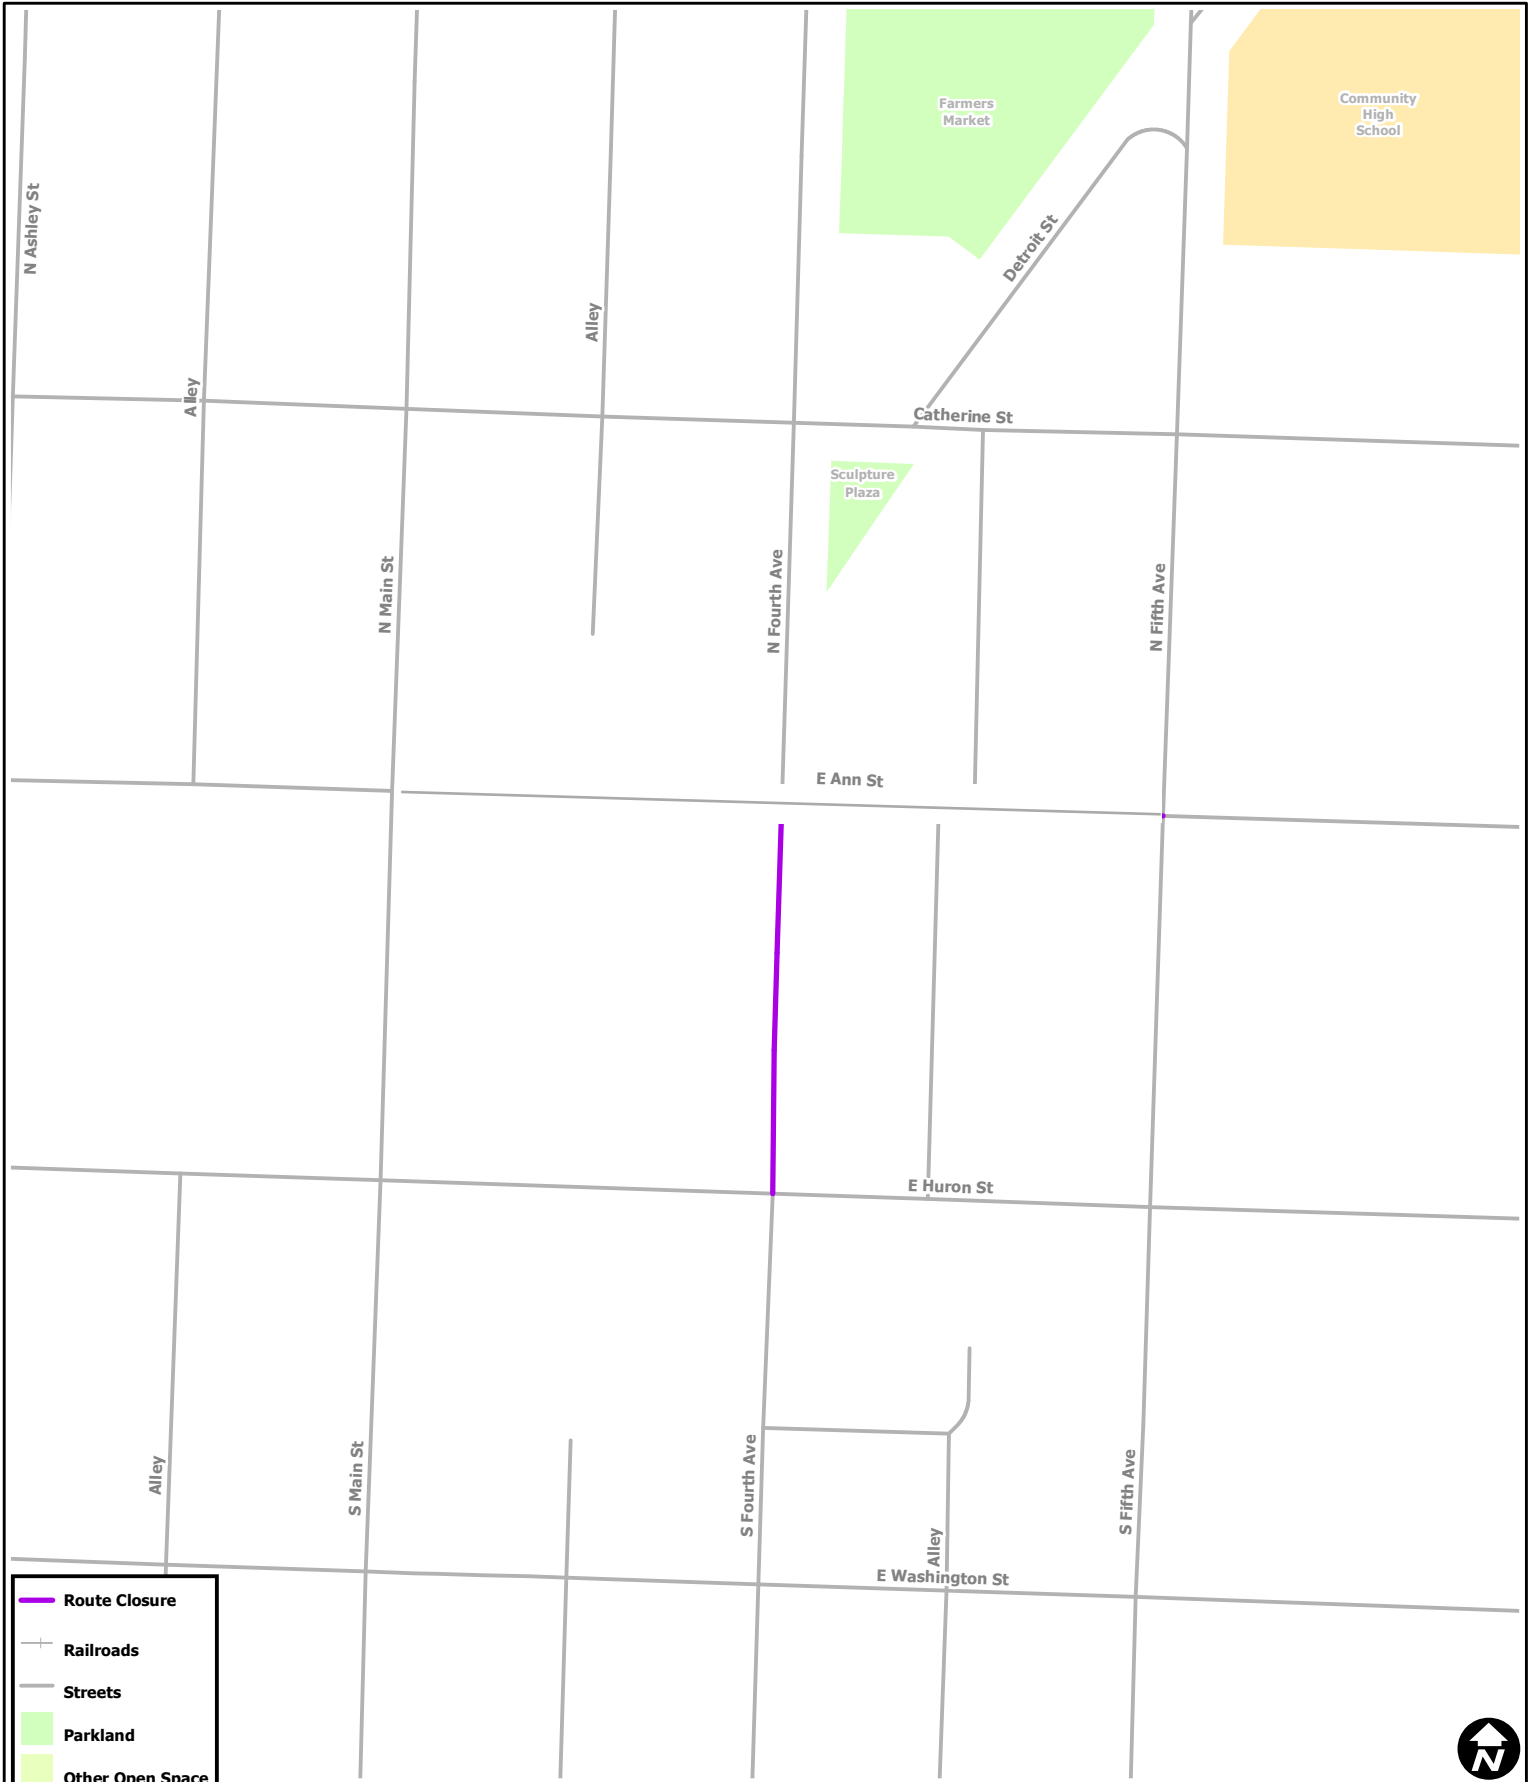 Farmers
Market
Community
High
School
N Ashley St
Detroit St
Alley
Alley
Catherine St
Sculpture
Plaza
N Main St
N Fourth Ave
N Fifth Ave
E Ann St
E Huron St
Alley
S Main St
S Fourth Ave
S Fifth Ave
Alley
E Washington St
Route Closure
Railroads
Streets
Parkland
Other Open Space
N